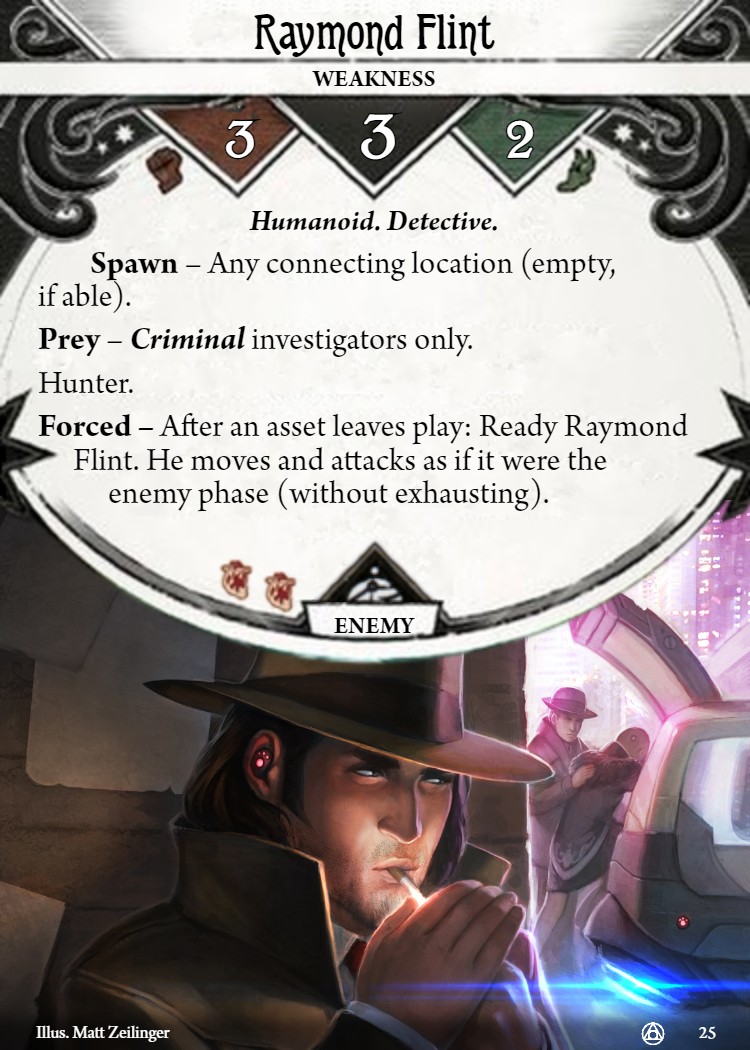 Raymond Flint
WEAKNESS
3 3 2
Humanoid. Detective.
Spawn – Any connecting location (empty,
if able).
Prey – Criminal investigators only.
Hunter.
Forced – After an asset leaves play: Ready Raymond
Flint. He moves and attacks as if it were the
enemy phase (without exhausting).
ENEMY
Illus. Matt Zeilinger
25